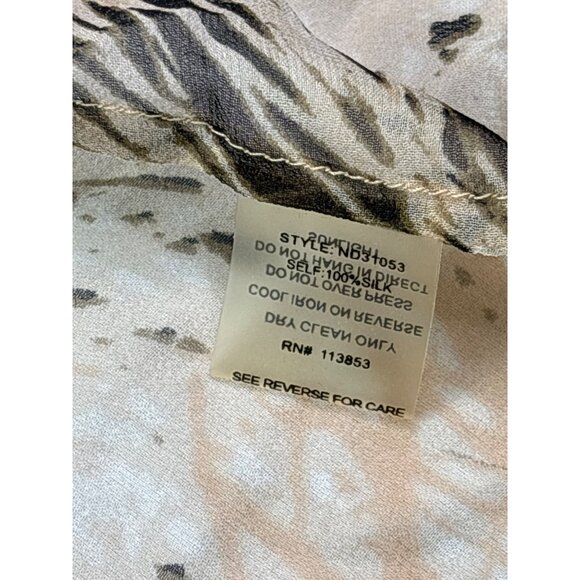 STYLE: ND31053
SELF:100%SILK
RN# 113853
SEE REVERSE FOR CARE
DRY CLEAN ONLY
COOL IRON ON REVERSE
DO NOT OVER PRESS
DO NOT HANG IN DIRECT
SUNLIGHT